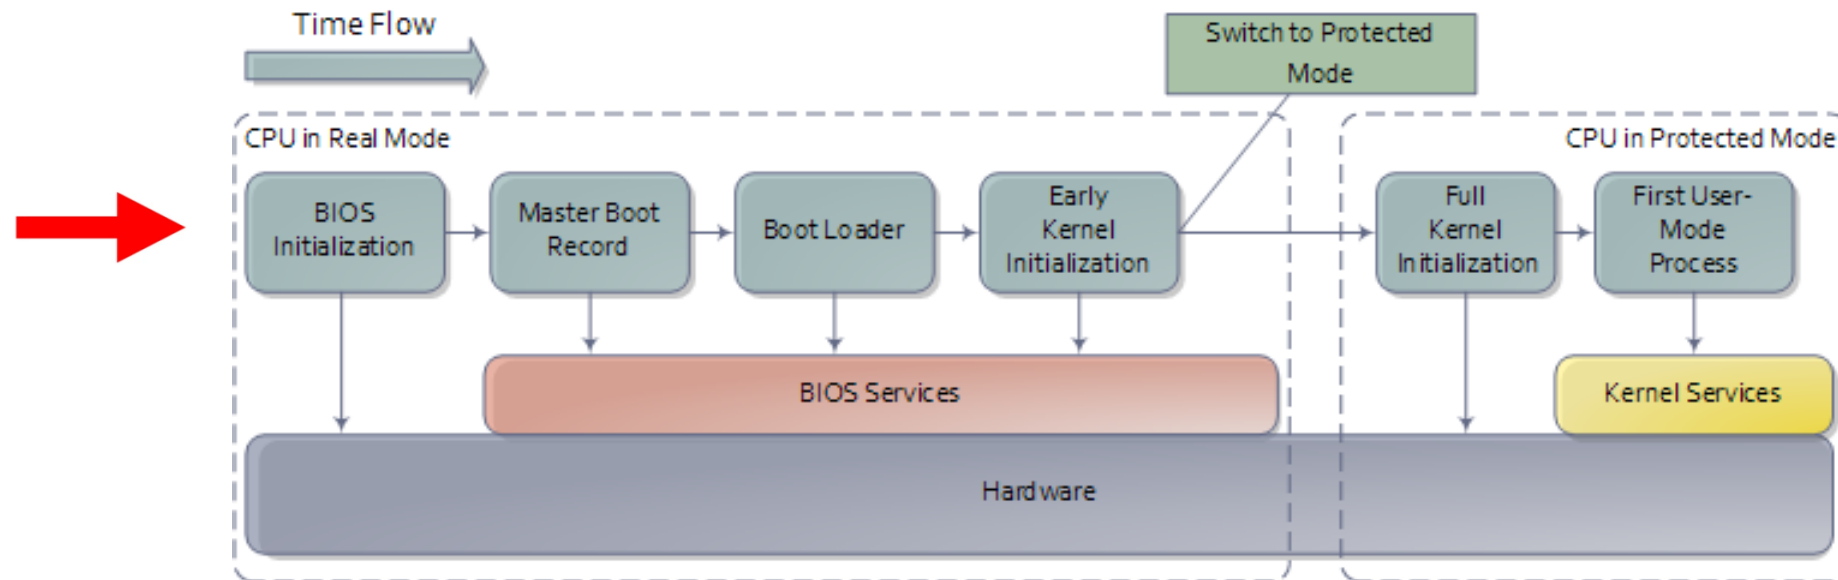 Time Flow
Switch to Protected
Mode
CPU in Real Mode
CPU in Protected Mode
BIOS
Initialization
Master Boot
Record
Boot Loader
Early
Kernel
Initialization
Full
Kernel
Initialization
First User-
Mode
Process
BIOS Services
Kernel Services
Hardware